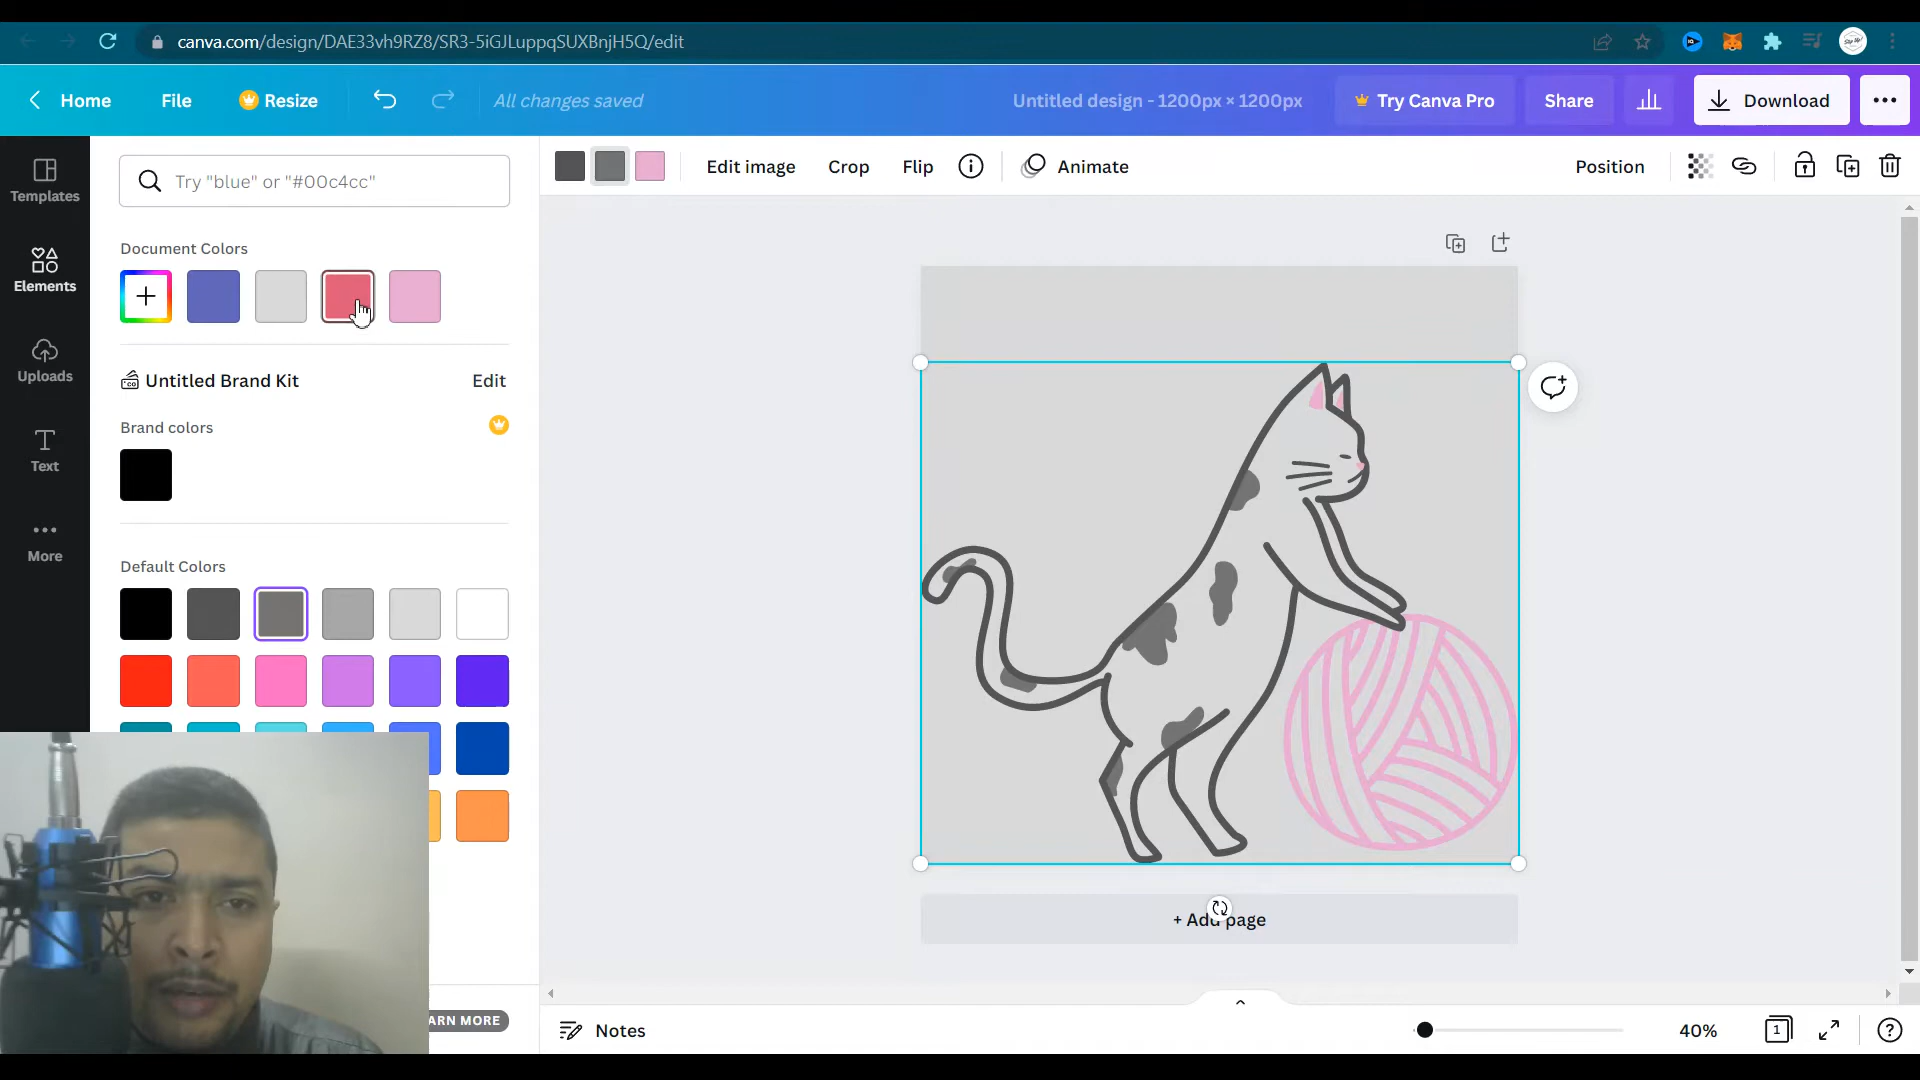 canva.com/design/DAE33vh9RZ8/SR3-5iGJLuppqSUXBnjH5Q/edit
Home File Resize All changes saved Untitled design - 1200px × 1200px Try Canva Pro Share Download
Templates
Elements
Uploads
Text
More
Try "blue" or "#00c4cc"
Document Colors
Untitled Brand Kit Edit
Brand colors
Default Colors
Edit image Crop Flip Animate Position
+ Add page
Notes 40% 1